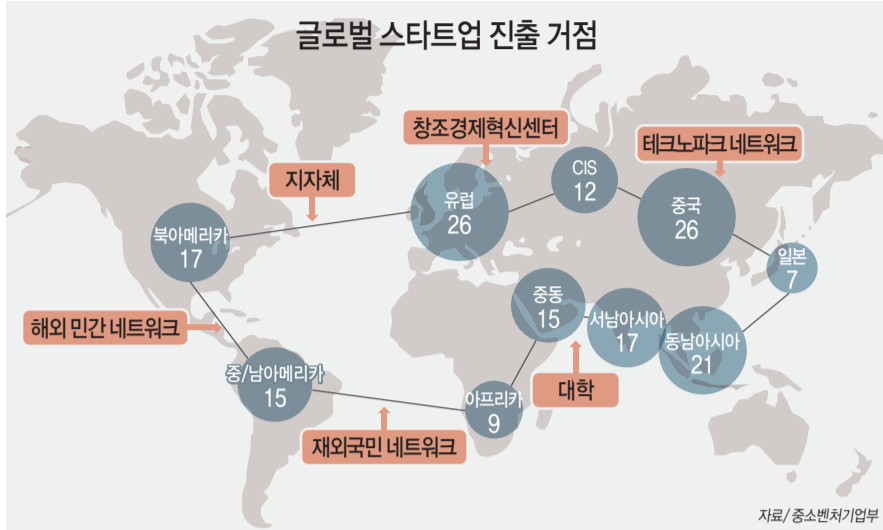 글로벌 스타트업 진출 거점
창조경제혁신센터
테크노파크 네트워크
지자체
CIS
12
유럽
26
중국
26
북아메리카
17
일본
7
중동
15
서남아시아
17
해외 민간 네트워크
동남아시아
21
중/남아메리카
15
대학
아프리카
9
재외국민 네트워크
자료/ 중소벤처기업부